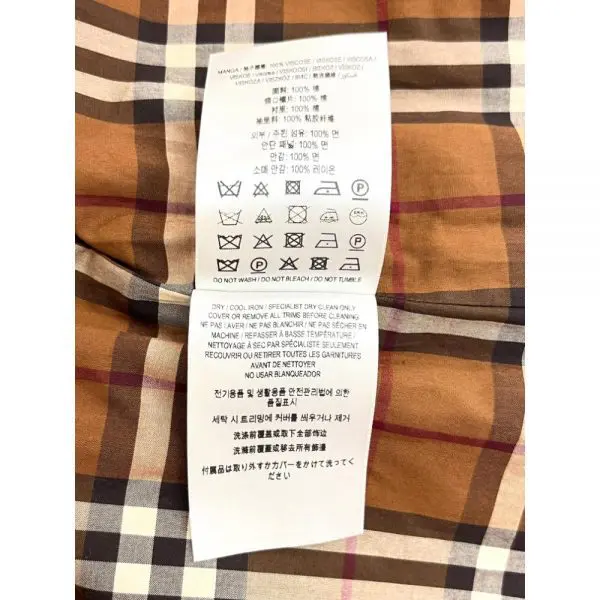 MANGA / 袖子 100% VISCOSE / VISKOSE / VISCOSA /
面料: 100% 棉
袖口襯片: 100% 棉
衬里: 100% 棉
袖里料: 100% 粘胶纤维
외부 / 주된 섬유: 100% 면
안단 패널: 100% 면
안감: 100% 면
소매 안감: 100% 레이온
DO NOT WASH / DO NOT BLEACH / DO NOT TUMBLE
DRY / COOL IRON / SPECIALIST DRY CLEAN ONLY
COVER OR REMOVE ALL TRIMS BEFORE CLEANING
NE PAS LAVER / NE PAS BLANCHIR / NE PAS SÉCHER EN
MACHINE / REPASSER À BASSE TEMPÉRATURE /
NETTOYAGE À SEC PAR SPÉCIALISTE SEULEMENT
RECOUVRIR OU RETIRER TOUTES LES GARNITURES
AVANT DE NETTOYER
NO USAR BLANQUEADOR
전기용품 및 생활용품 안전관리법에 의한
품질표시
세탁 시 트리밍에 커버를 씌우거나 제거
洗涤前覆盖或取下全部饰边
洗滌前覆蓋或移去所有飾邊
付属品は取り外すかカバーをかけて洗ってく
ださい